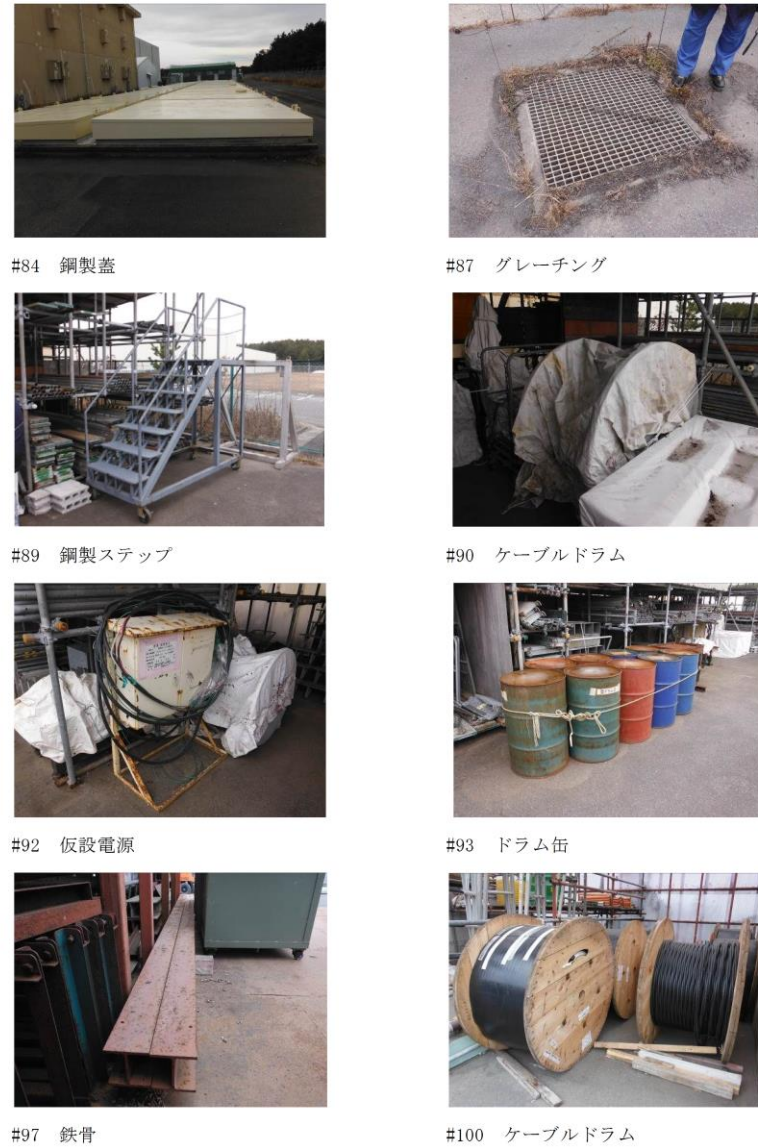 #84 鋼製蓋
#87 グレーチング
#89 鋼製ステップ
#90 ケーブルドラム
#92 仮設電源
#93 ドラム缶
#97 鉄骨
#100 ケーブルドラム